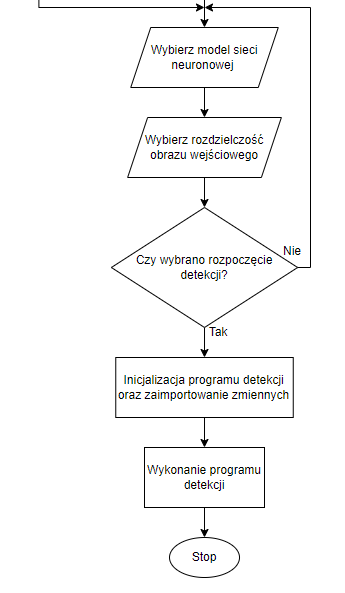 Wybierz model sieci
neuronowej
Wybierz rozdzielczość
obrazu wejściowego
Czy wybrano rozpoczęcie
detekcji?
Nie
Tak
Inicjalizacja programu detekcji
oraz zaimportowanie zmiennych
Wykonanie programu
detekcji
Stop